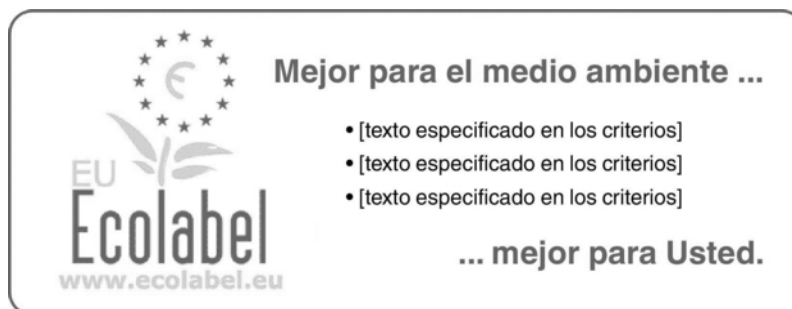 Mejor para el medio ambiente ...
• [texto especificado en los criterios]
• [texto especificado en los criterios]
• [texto especificado en los criterios]
... mejor para Usted.
€
EU
Ecolabel
www.ecolabel.eu